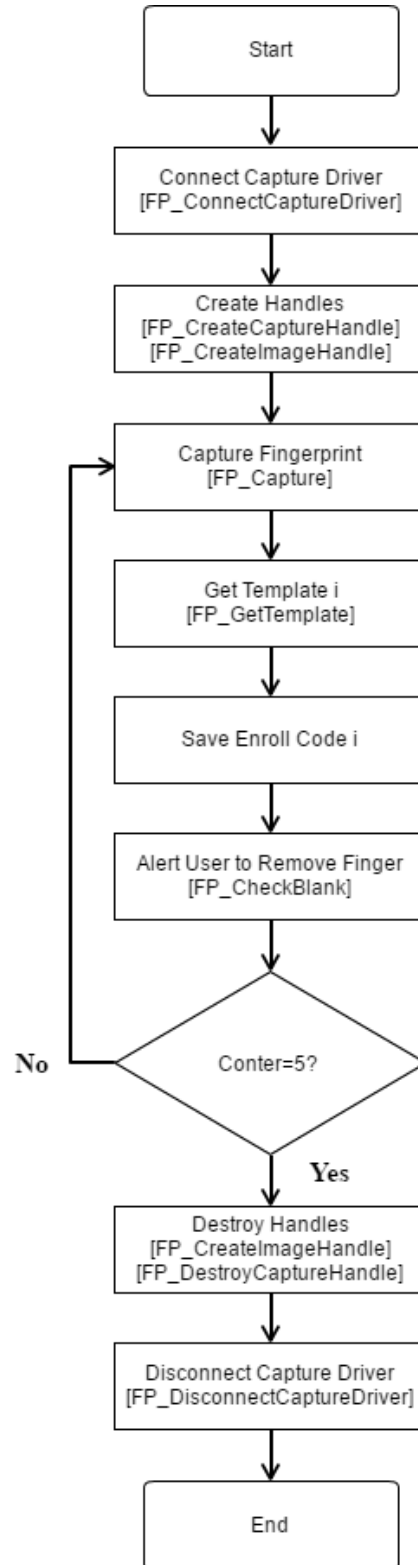 Start
Connect Capture Driver
[FP_ConnectCaptureDriver]
Create Handles
[FP_CreateCaptureHandle]
[FP_CreateImageHandle]
Capture Fingerprint
[FP_Capture]
Get Template i
[FP_GetTemplate]
Save Enroll Code i
Alert User to Remove Finger
[FP_CheckBlank]
Conter=5?
No
Yes
Destroy Handles
[FP_CreateImageHandle]
[FP_DestroyCaptureHandle]
Disconnect Capture Driver
[FP_DisconnectCaptureDriver]
End